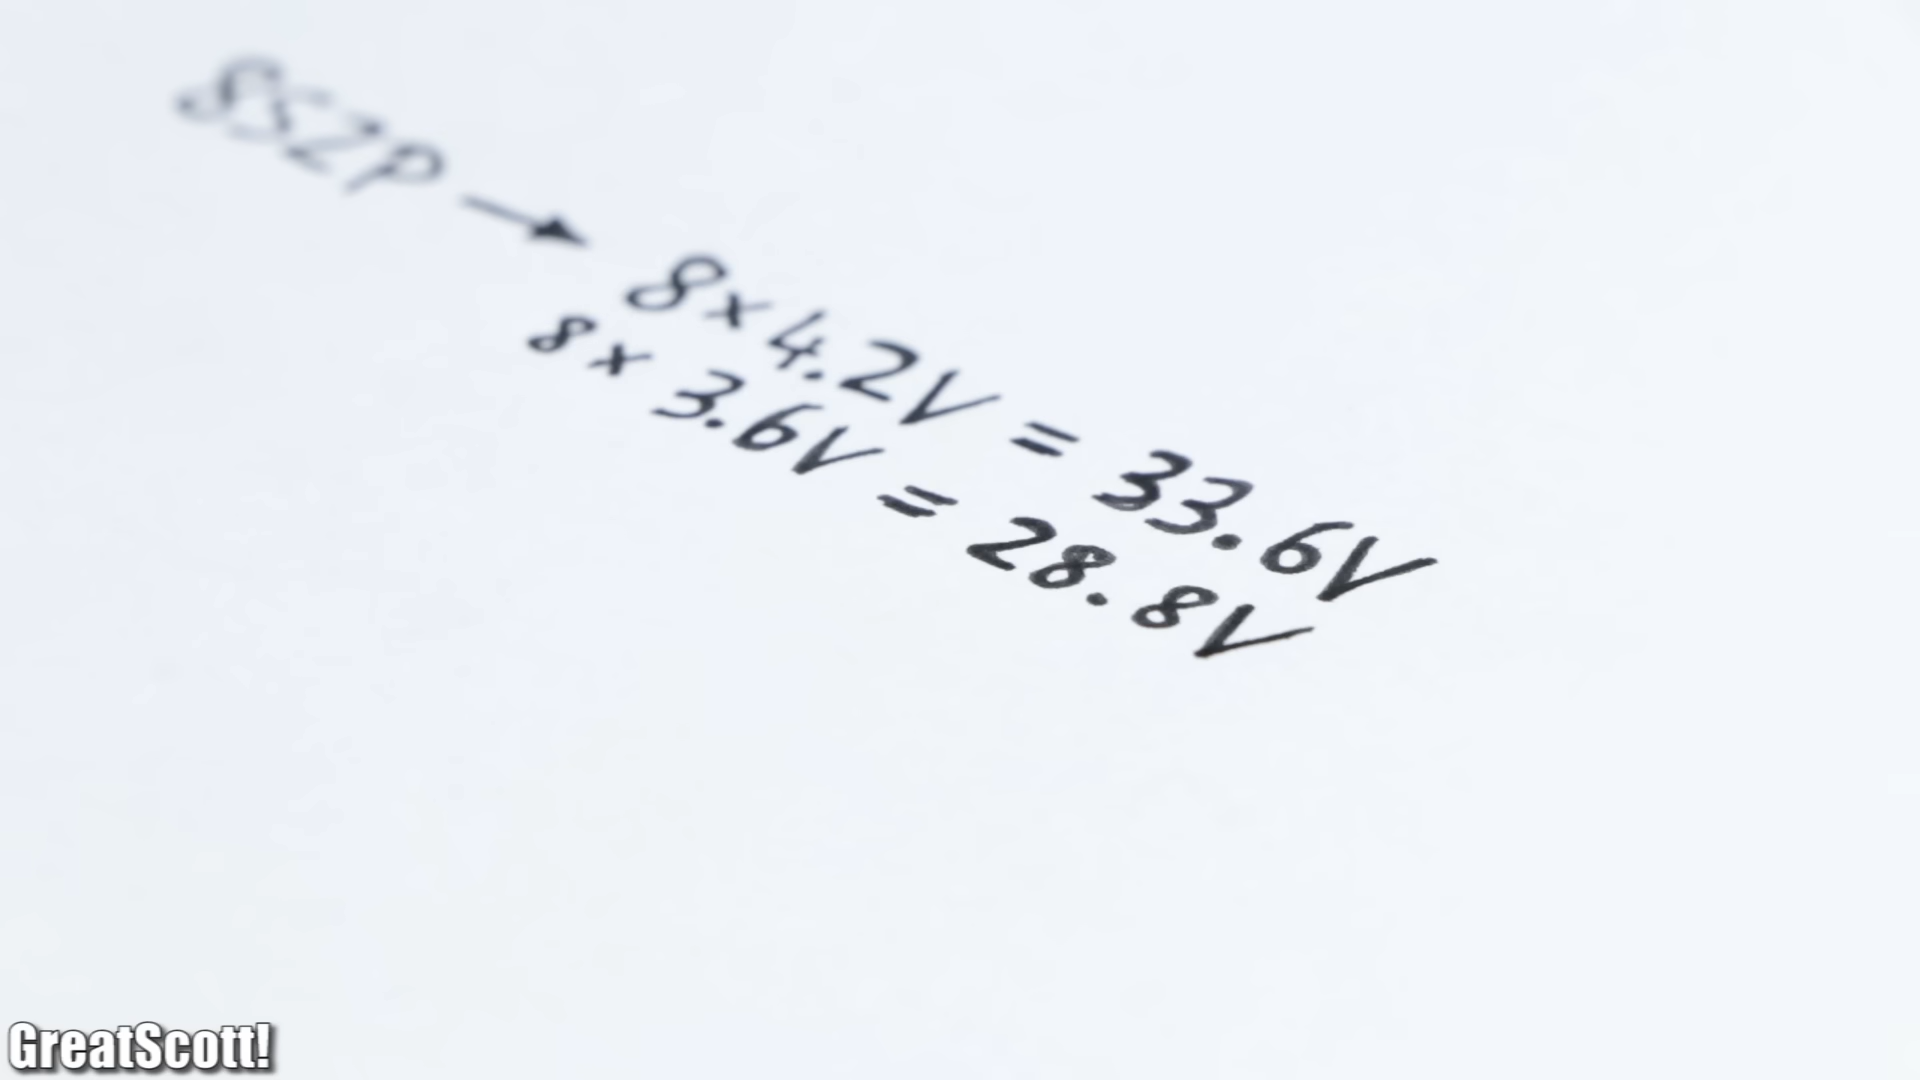 8S2P → 8×4.2V = 33.6V
8× 3.6V = 28.8V
GreatScott!